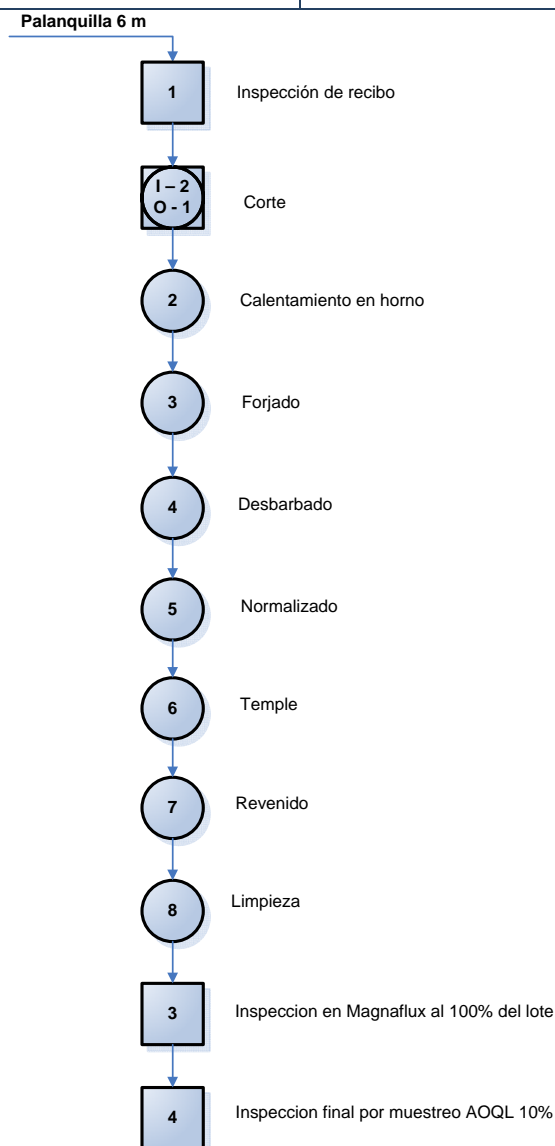 Palanquilla 6 m
1
Inspección de recibo
I – 2
O - 1
Corte
2
Calentamiento en horno
3
Forjado
4
Desbarbado
5
Normalizado
6
Temple
7
Revenido
8
Limpieza
3
Inspeccion en Magnaflux al 100% del lote
4
Inspeccion final por muestreo AOQL 10%